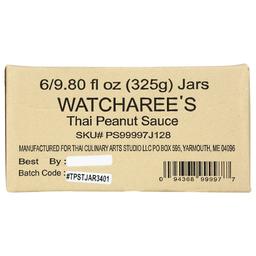 6/9.80 fl oz (325g) Jars
WATCHAREE'S
Thai Peanut Sauce
SKU# PS99997J128
MANUFACTURED FOR THAI CULINARY ARTS STUDIO LLC PO BOX 595, YARMOUTH, ME 04096
Best By :
Batch Code : #TPSTJAR3401
0 94368 99997 7